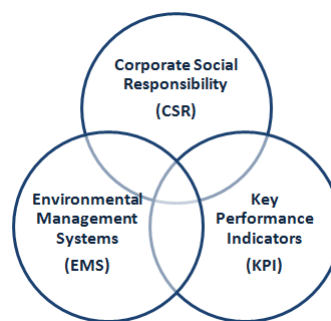 Corporate Social
Responsibility
(CSR)
Environmental
Management
Systems
(EMS)
Key
Performance
Indicators
(KPI)